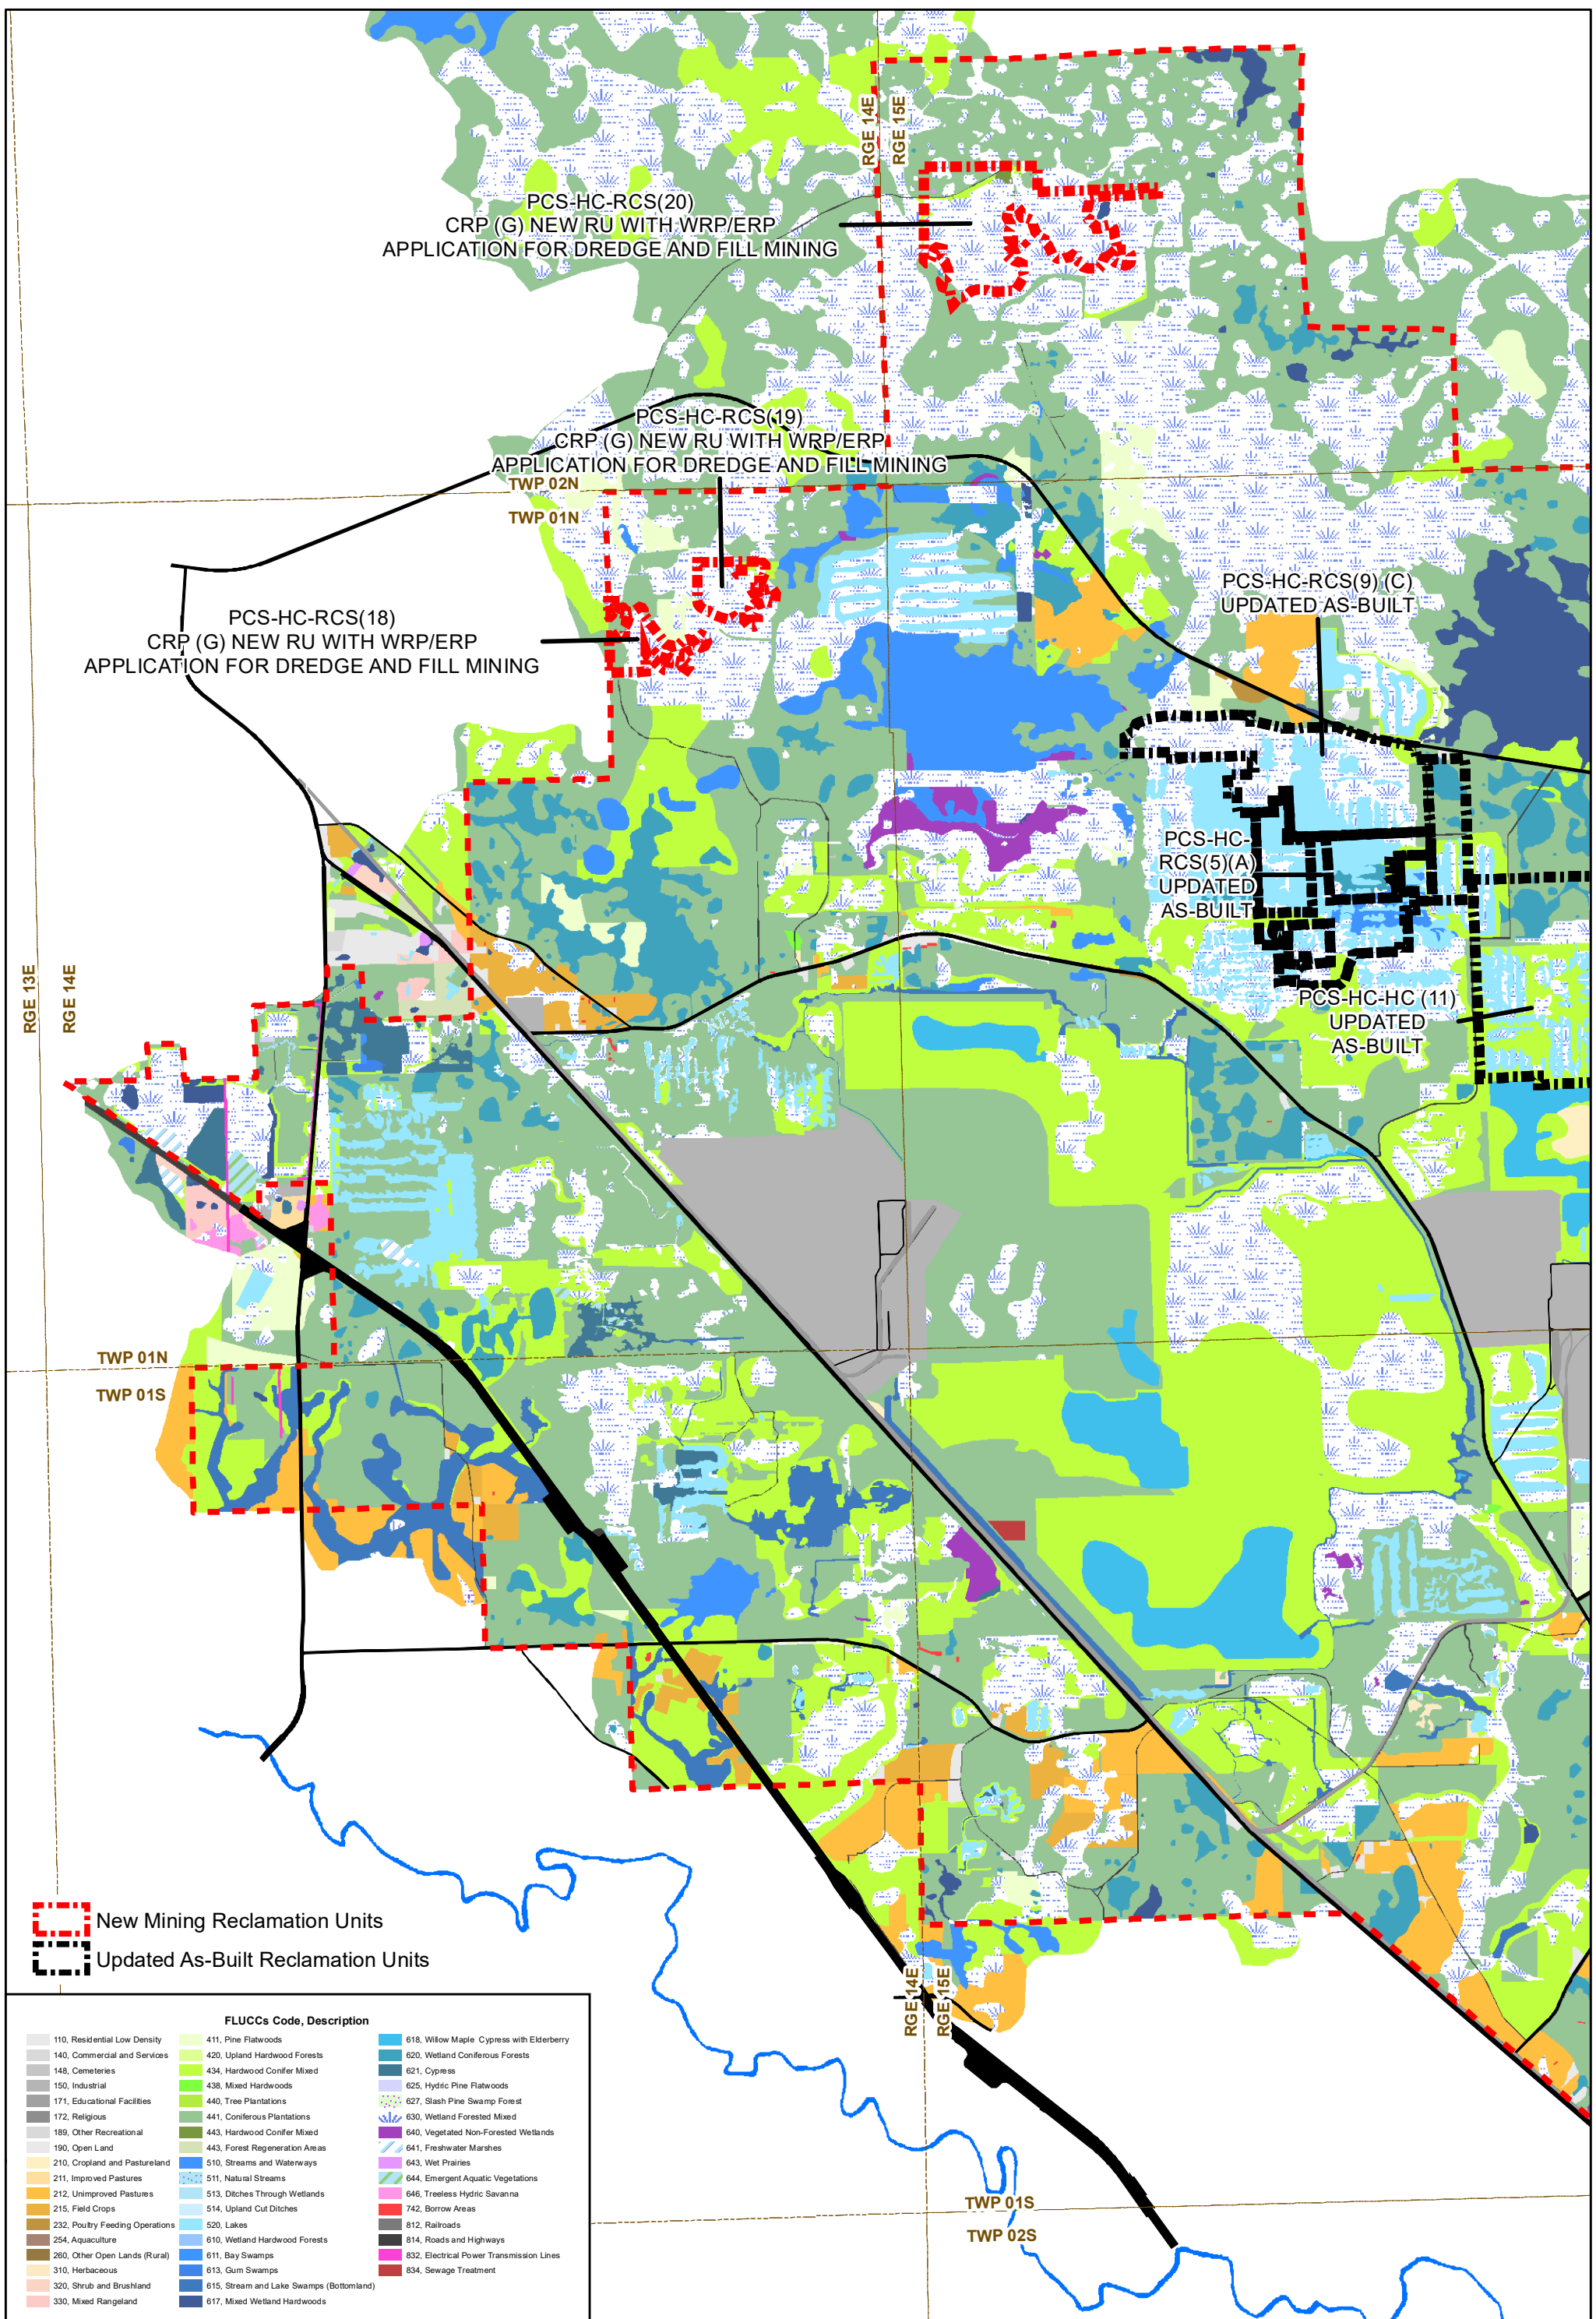 RGE 14E
RGE 15E
PCS-HC-RCS(20)
CRP (G) NEW RU WITH WRP/ERP
APPLICATION FOR DREDGE AND FILL MINING
PCS-HC-RCS(19)
CRP (G) NEW RU WITH WRP/ERP
APPLICATION FOR DREDGE AND FILL MINING
TWP 02N
TWP 01N
PCS-HC-RCS(9) (C)
UPDATED AS-BUILT
PCS-HC-RCS(18)
CRP (G) NEW RU WITH WRP/ERP
APPLICATION FOR DREDGE AND FILL MINING
PCS-HC-
RCS(5)(A)
UPDATED
AS-BUILT
RGE 13E
RGE 14E
PCS-HC-HC (11)
UPDATED
AS-BUILT
TWP 01N
TWP 01S
New Mining Reclamation Units
Updated As-Built Reclamation Units
RGE 14E
RGE 15E
TWP 01S
TWP 02S
FLUCCs Code, Description
110, Residential Low Density
140, Commercial and Services
148, Cemeteries
150, Industrial
171, Educational Facilities
172, Religious
189, Other Recreational
190, Open Land
210, Cropland and Pastureland
211, Improved Pastures
212, Unimproved Pastures
215, Field Crops
232, Poultry Feeding Operations
254, Aquaculture
260, Other Open Lands (Rural)
310, Herbaceous
320, Shrub and Brushland
330, Mixed Rangeland
411, Pine Flatwoods
420, Upland Hardwood Forests
434, Hardwood Conifer Mixed
438, Mixed Hardwoods
440, Tree Plantations
441, Coniferous Plantations
443, Hardwood Conifer Mixed
443, Forest Regeneration Areas
510, Streams and Waterways
511, Natural Streams
513, Ditches Through Wetlands
514, Upland Cut Ditches
520, Lakes
610, Wetland Hardwood Forests
611, Bay Swamps
613, Gum Swamps
615, Stream and Lake Swamps (Bottomland)
617, Mixed Wetland Hardwoods
618, Willow Maple Cypress with Elderberry
620, Wetland Coniferous Forests
621, Cypress
625, Hydric Pine Flatwoods
627, Slash Pine Swamp Forest
630, Wetland Forested Mixed
640, Vegetated Non-Forested Wetlands
641, Freshwater Marshes
643, Wet Prairies
644, Emergent Aquatic Vegetations
646, Treeless Hydric Savanna
742, Borrow Areas
812, Railroads
814, Roads and Highways
832, Electrical Power Transmission Lines
834, Sewage Treatment